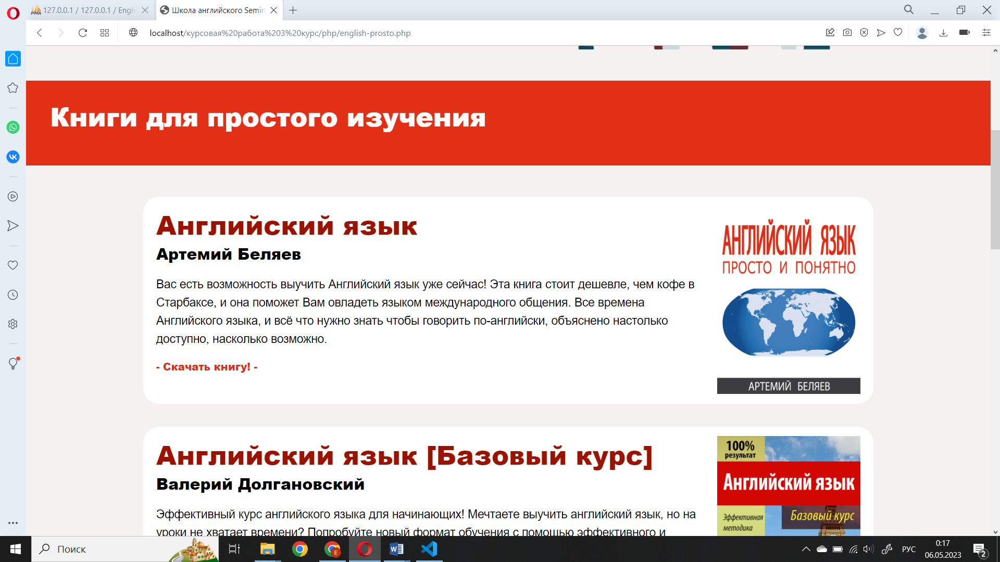 127.0.0.1 / 127.0.0.1 / Engli
Школа английского Semin
localhost/курсовая%20работа%203%20курс/php/english-prosto.php
Книги для простого изучения
Английский язык
Артемий Беляев
Вас есть возможность выучить Английский язык уже сейчас! Эта книга стоит дешевле, чем кофе в
Старбаксе, и она поможет Вам овладеть языком международного общения. Все времена
Английского языка, и всё что нужно знать чтобы говорить по-английски, объяснено настолько
доступно, насколько возможно.
- Скачать книгу! -
АНГЛИЙСКИЙ ЯЗЫК
ПРОСТО И ПОНЯТНО
АРТЕМИЙ БЕЛЯЕВ
Английский язык [Базовый курс]
Валерий Долгановский
Эффективный курс английского языка для начинающих! Мечтаете выучить английский язык, но на
уроки не хватает времени? Попробуйте новый формат обучения с помощью эффективного и
100%
результат
Английский язык
Эффективная
методика
Базовый курс
Поиск
РУС
0:17
06.05.2023
2